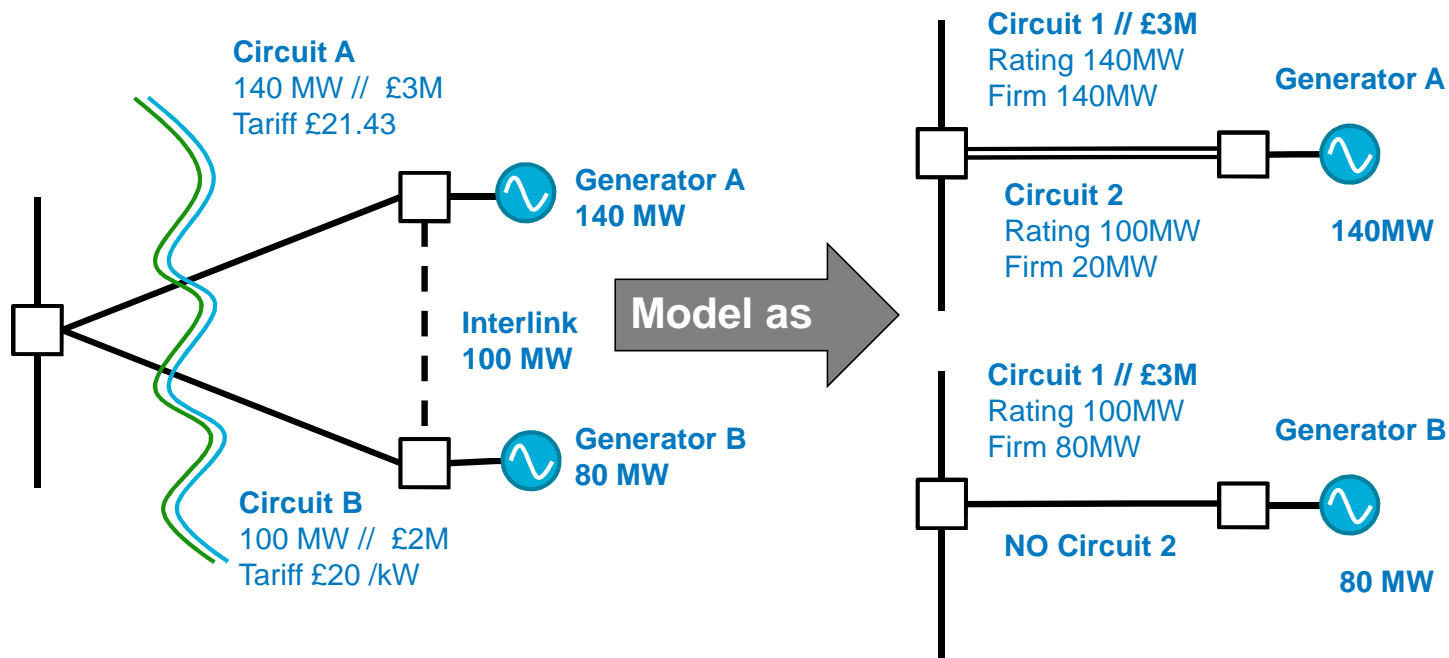 Circuit A
140 MW // £3M
Tariff £21.43
Generator A
140 MW
Interlink
100 MW
Generator B
80 MW
Circuit B
100 MW // £2M
Tariff £20 /kW
Model as
Circuit 1 // £3M
Rating 140MW
Firm 140MW
Generator A
Circuit 2
Rating 100MW
Firm 20MW
140MW
Circuit 1 // £3M
Rating 100MW
Firm 80MW
Generator B
NO Circuit 2
80 MW